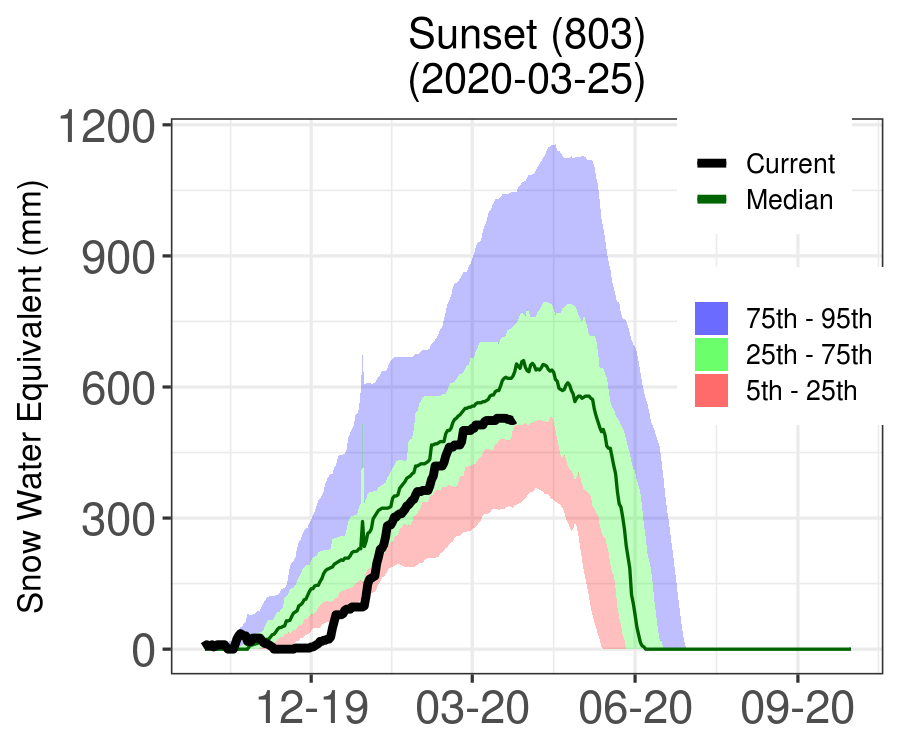 Sunset (803)
(2020-03-25)
Snow Water Equivalent (mm)
1200
900
600
300
0
12-19
03-20
06-20
09-20
Current
Median
75th - 95th
25th - 75th
5th - 25th